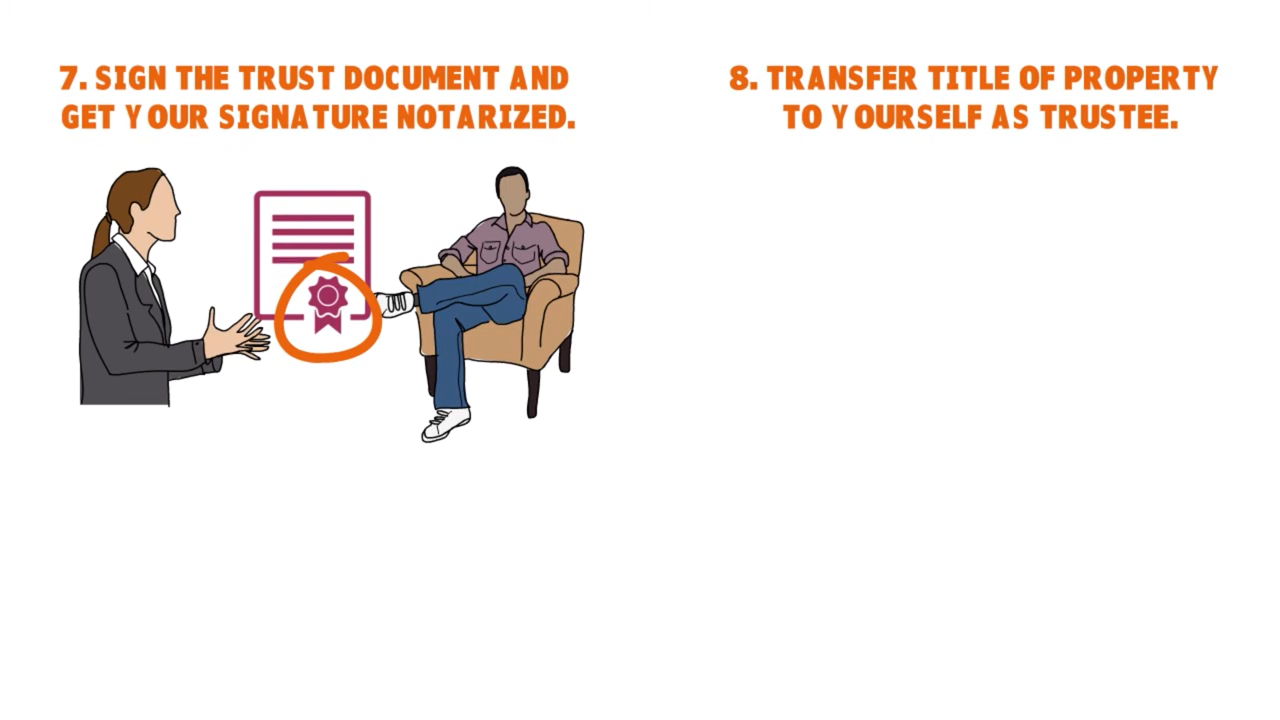 7. SIGN THE TRUST DOCUMENT AND
GET YOUR SIGNATURE NOTARIZED.
8. TRANSFER TITLE OF PROPERTY
TO YOURSELF AS TRUSTEE.